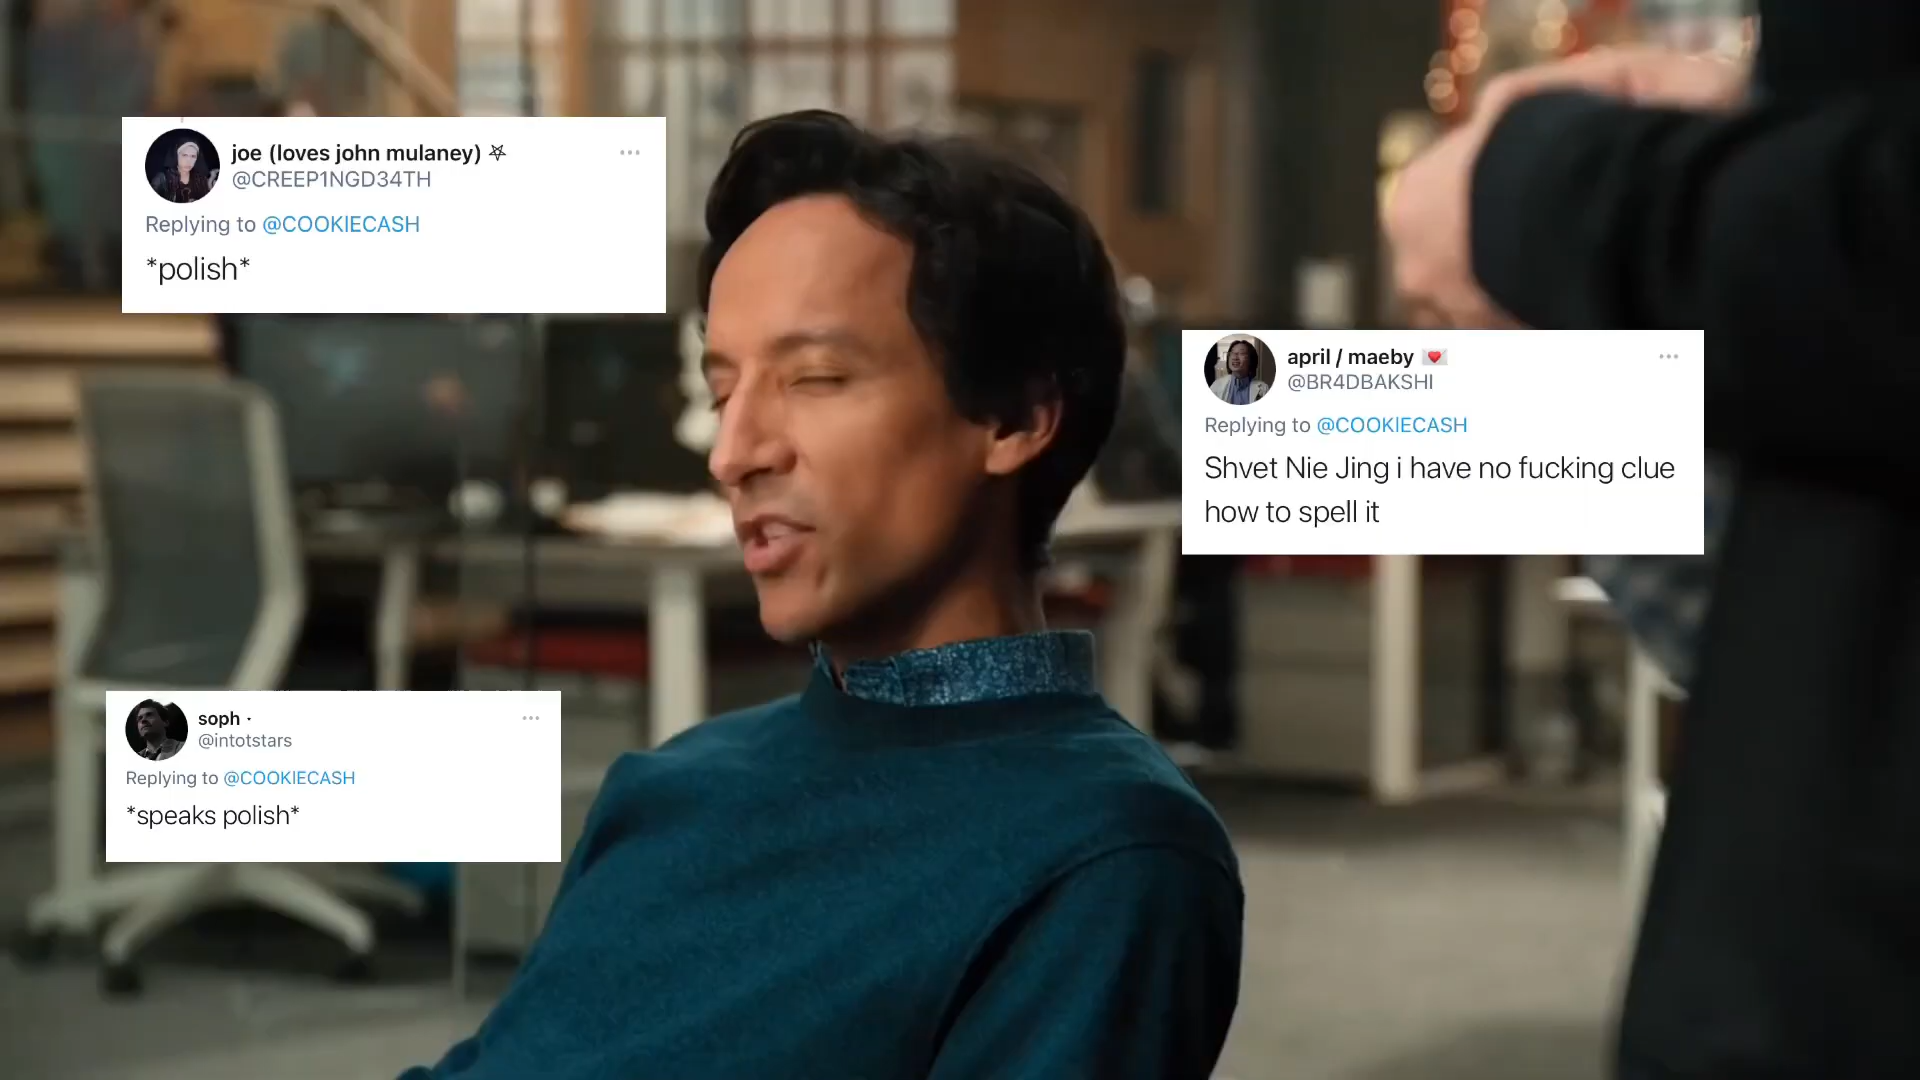 joe (loves john mulaney) ⛧
@CREEP1NGD34TH
Replying to @COOKIECASH
*polish*
april / maeby 💌
@BR4DBAKSHI
Replying to @COOKIECASH
Shvet Nie Jing i have no fucking clue
how to spell it
soph ·
@intotstars
Replying to @COOKIECASH
*speaks polish*